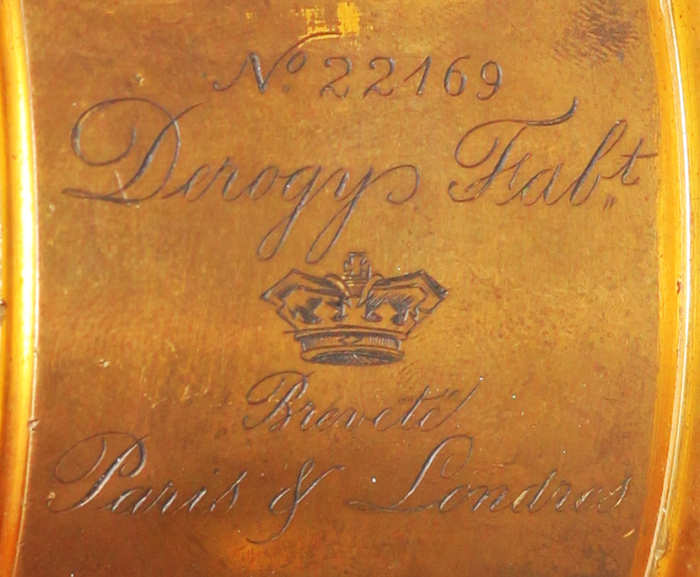 No. 22169
Derogy Fabt.
Breveté
Paris & Londres